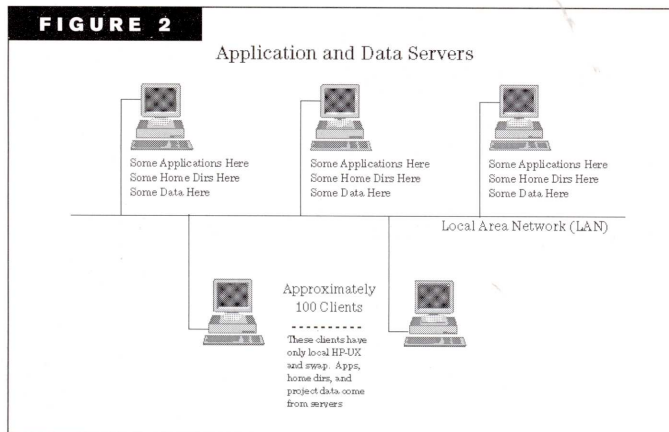 FIGURE 2
Application and Data Servers
Some Applications Here
Some Home Dirs Here
Some Data Here
Some Applications Here
Some Home Dirs Here
Some Data Here
Some Applications Here
Some Home Dirs Here
Some Data Here
Local Area Network (LAN)
Approximately
100 Clients
These clients have
only local HP-UX
and swap. Apps,
home dirs, and
project data come
from servers